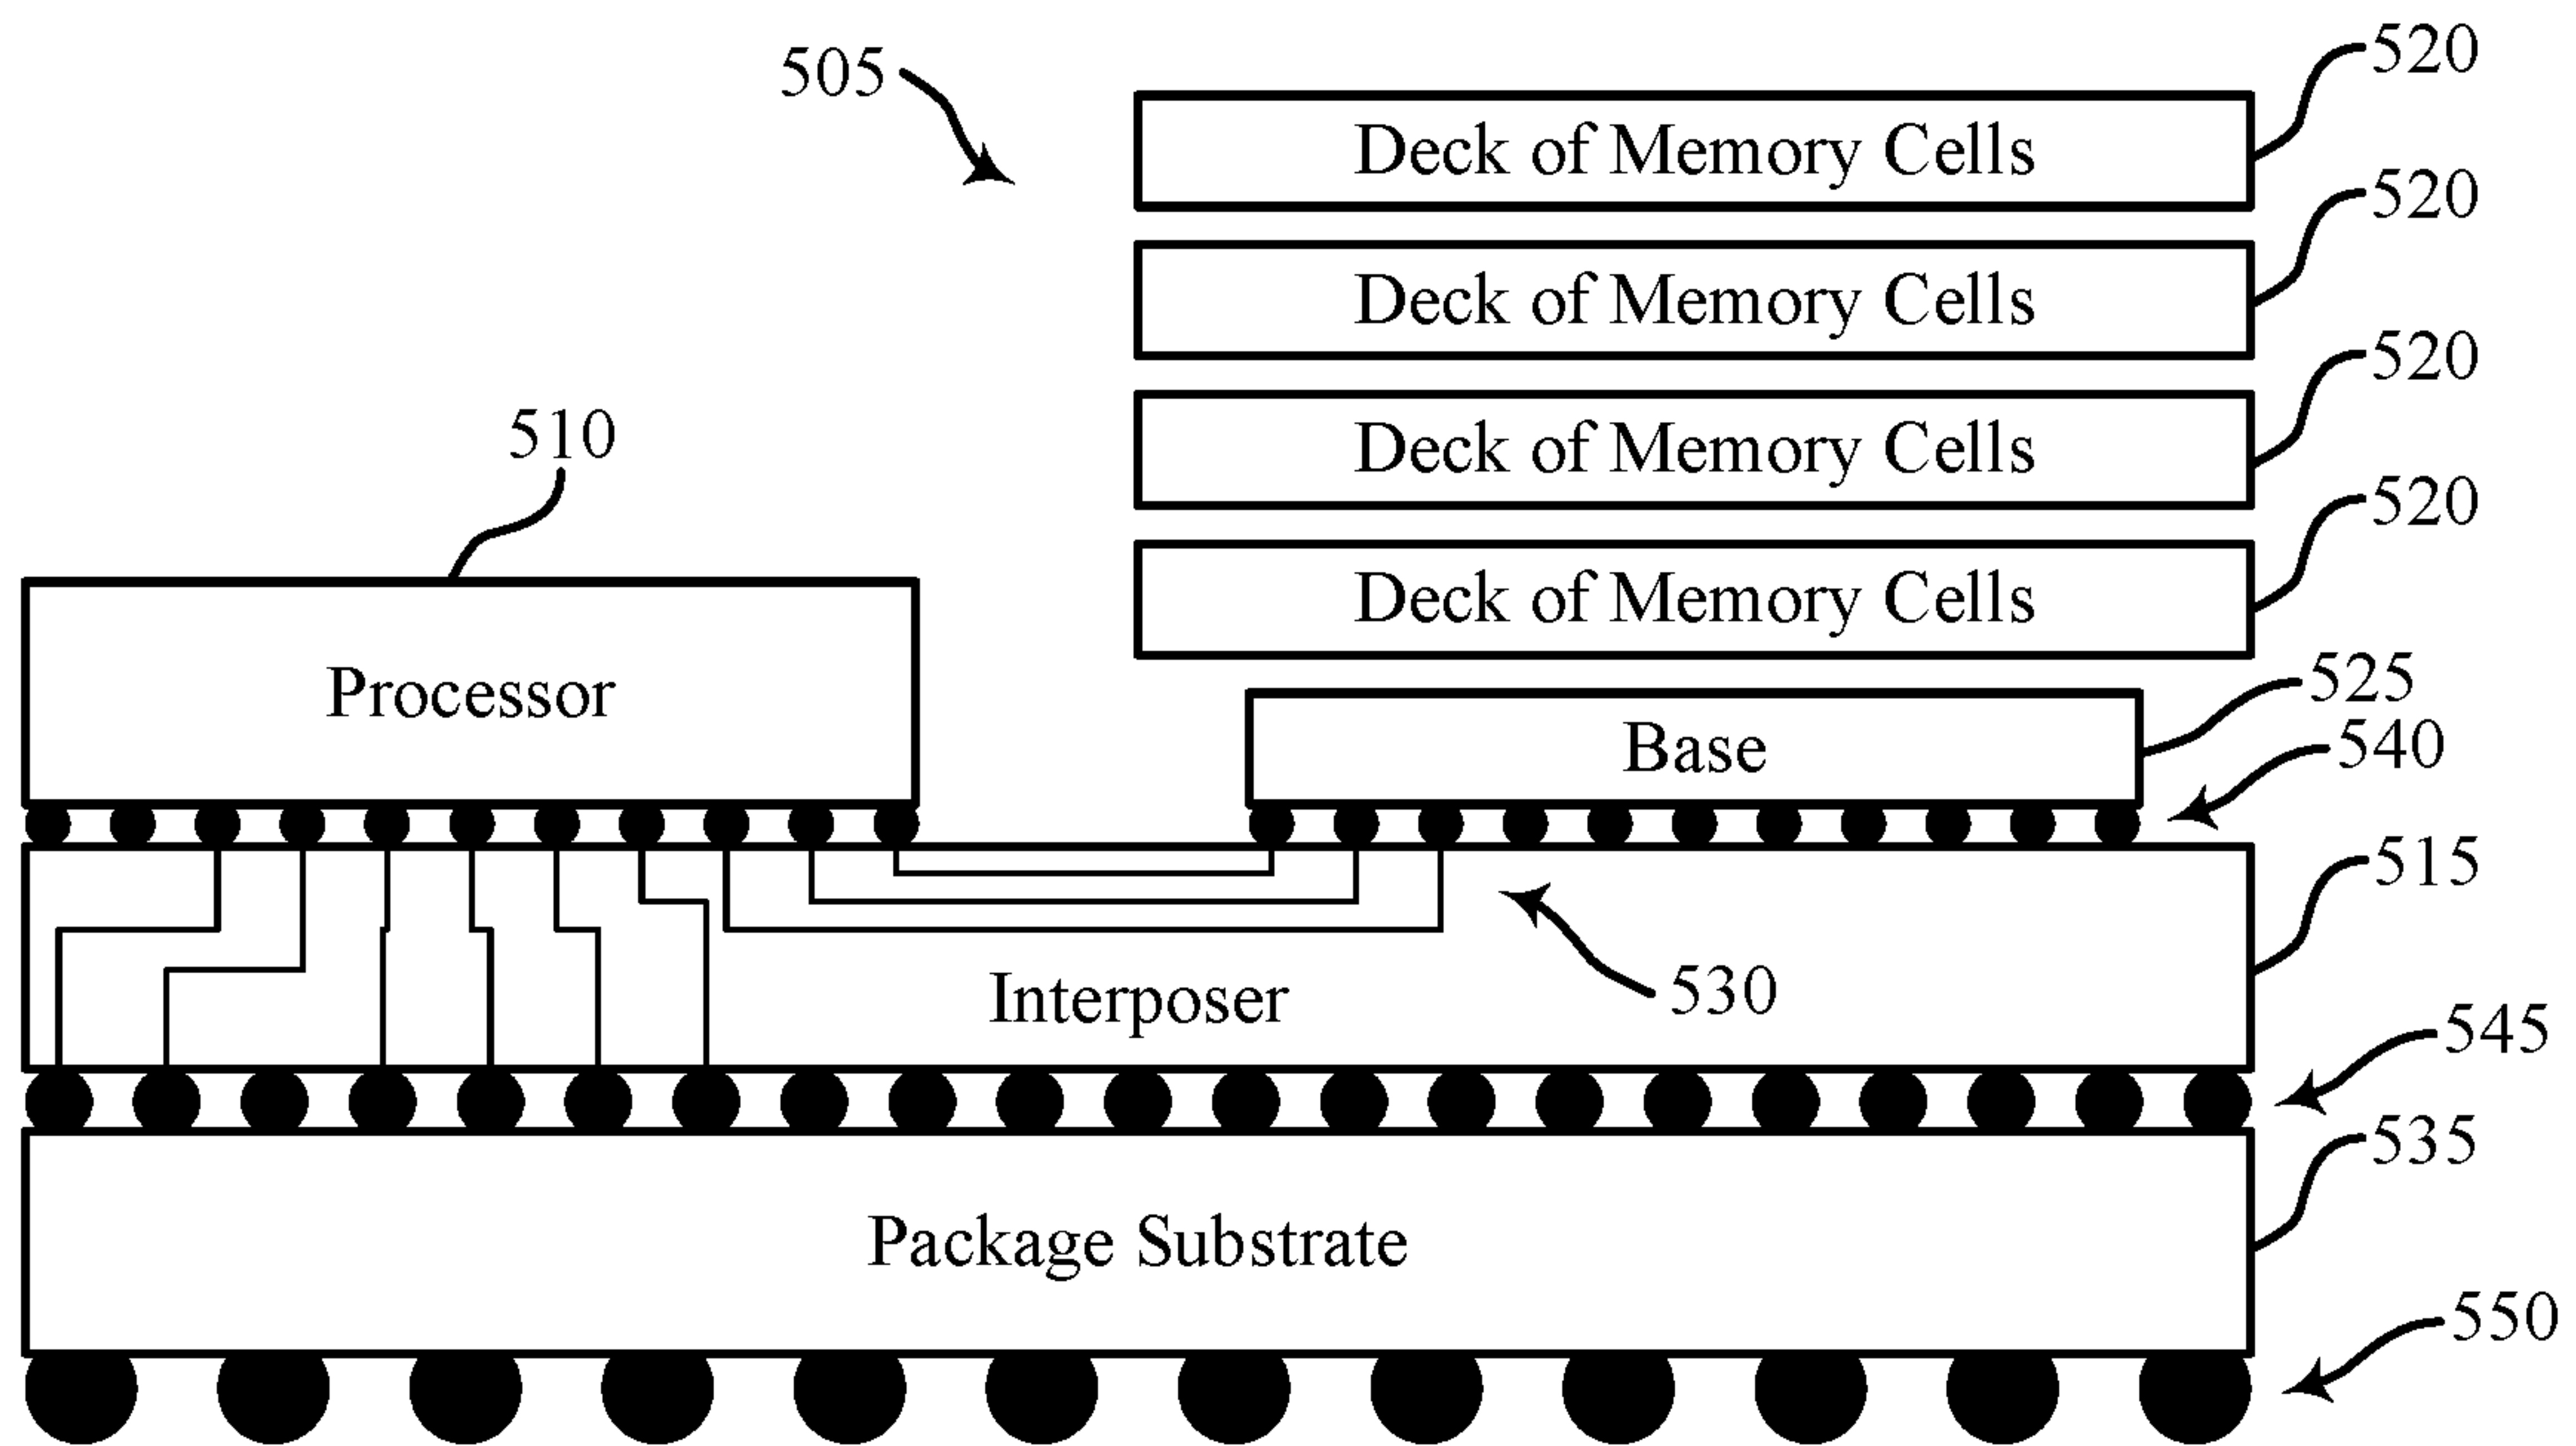 520
505
Deck of Memory Cells
520
Deck of Memory Cells
520
510
Deck of Memory Cells
520
Deck of Memory Cells
525
Processor
Base
540
515
530
Interposer
545
535
Package Substrate
550